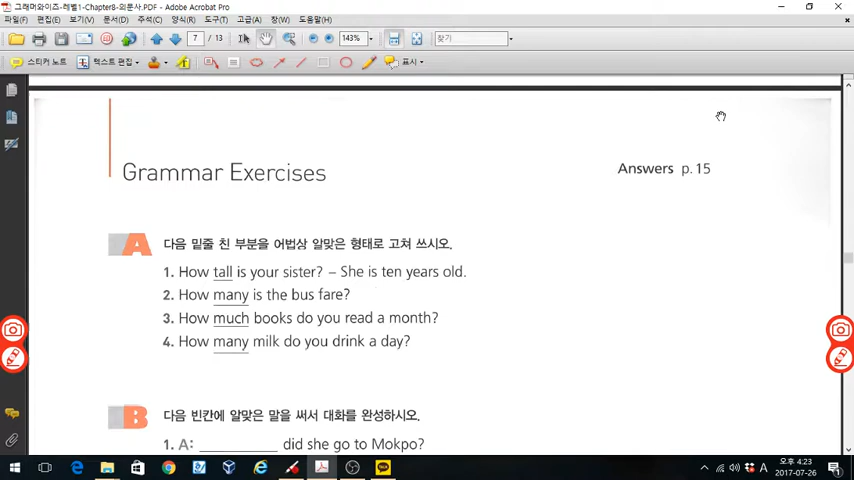 그래머와이즈-레벨1-Chapter8-의문사.PDF - Adobe Acrobat Pro
파일(F) 편집(E) 보기(V) 문서(D) 주석(C) 양식(R) 도구(T) 고급(A) 창(W) 도움말(H)
7 / 13 143% 찾기
스티커 노트 텍스트 편집 표시
Grammar Exercises
Answers p.15
A 다음 밑줄 친 부분을 어법상 알맞은 형태로 고쳐 쓰시오.
1. How tall is your sister? – She is ten years old.
2. How many is the bus fare?
3. How much books do you read a month?
4. How many milk do you drink a day?
B 다음 빈칸에 알맞은 말을 써서 대화를 완성하시오.
1. A: __________ did she go to Mokpo?
A 오후 4:23
2017-07-26